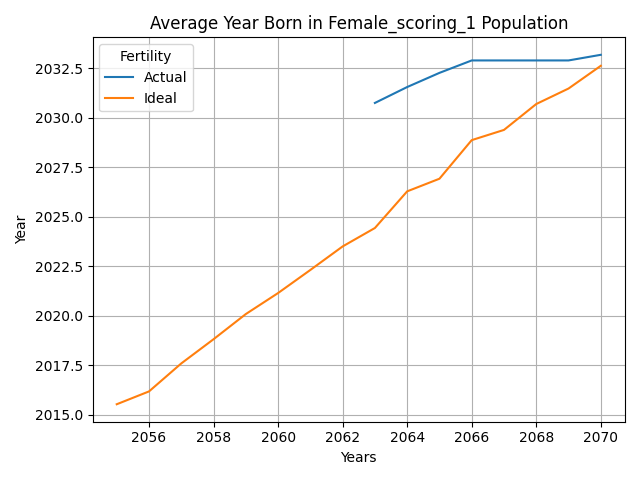 Average Year Born in Female_scoring_1 Population
Fertility
Actual
Ideal
2032.5
2030.0
2027.5
2025.0
2022.5
2020.0
2017.5
2015.0
Year
2056 2058 2060 2062 2064 2066 2068 2070
Years